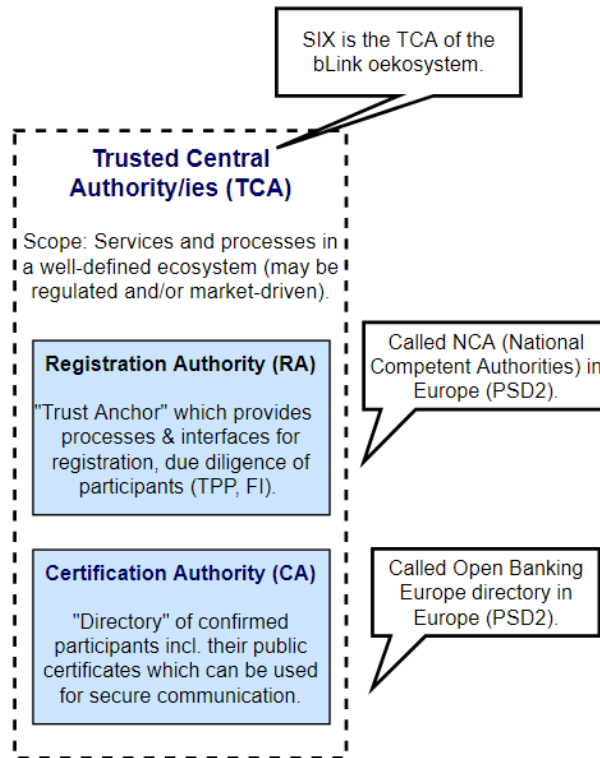 SIX is the TCA of the
bLink oekosystem.
Trusted Central
Authority/ies (TCA)
Scope: Services and processes in
a well-defined ecosystem (may be
regulated and/or market-driven).
Registration Authority (RA)
"Trust Anchor" which provides
processes & interfaces for
registration, due diligence of
participants (TPP, FI).
Called NCA (National
Competent Authorities) in
Europe (PSD2).
Certification Authority (CA)
"Directory" of confirmed
participants incl. their public
certificates which can be used
for secure communication.
Called Open Banking
Europe directory in
Europe (PSD2).